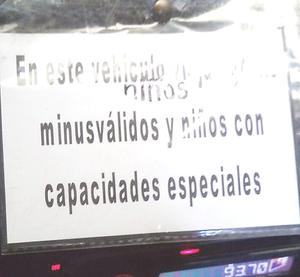 En este vehiculo
niños
minusválidos y niños con
capacidades especiales
9370